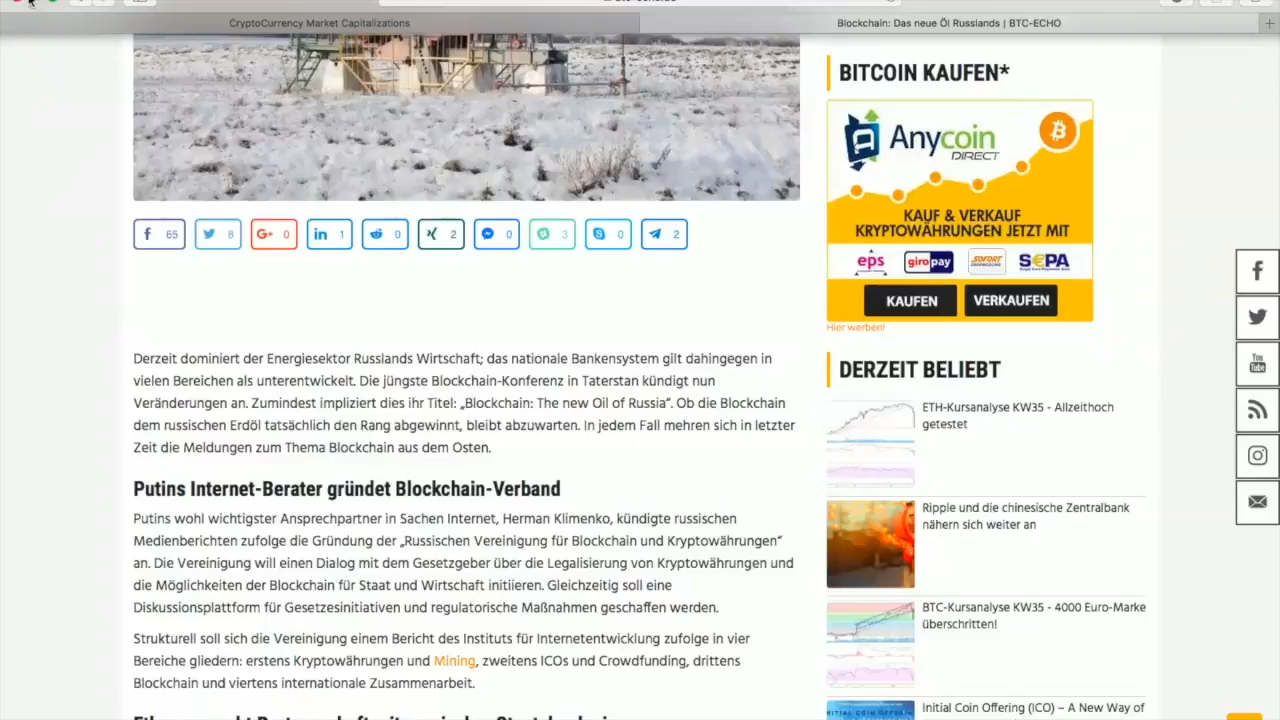 CryptoCurrency Market Capitalizations
Blockchain: Das neue Öl Russlands | BTC-ECHO
65
8
G+ 0
in 1
0
2
0
3
0
2
Derzeit dominiert der Energiesektor Russlands Wirtschaft; das nationale Bankensystem gilt dahingegen in
vielen Bereichen als unterentwickelt. Die jüngste Blockchain-Konferenz in Taterstan kündigt nun
Veränderungen an. Zumindest impliziert dies ihr Titel: „Blockchain: The new Oil of Russia“. Ob die Blockchain
dem russischen Erdöl tatsächlich den Rang abgewinnt, bleibt abzuwarten. In jedem Fall mehren sich in letzter
Zeit die Meldungen zum Thema Blockchain aus dem Osten.
Putins Internet-Berater gründet Blockchain-Verband
Putins wohl wichtigster Ansprechpartner in Sachen Internet, Herman Klimenko, kündigte russischen
Medienberichten zufolge die Gründung der „Russischen Vereinigung für Blockchain und Kryptowährungen“
an. Die Vereinigung will einen Dialog mit dem Gesetzgeber über die Legalisierung von Kryptowährungen und
die Möglichkeiten der Blockchain für Staat und Wirtschaft initiieren. Gleichzeitig soll eine
Diskussionsplattform für Gesetzesinitiativen und regulatorische Maßnahmen geschaffen werden.
Strukturell soll sich die Vereinigung einem Bericht des Instituts für Internetentwicklung zufolge in vier
Bereiche gliedern: erstens Kryptowährungen und Mining, zweitens ICOs und Crowdfunding, drittens
Blockchain und viertens internationale Zusammenarbeit.
BITCOIN KAUFEN*
Anycoin
DIRECT
KAUF & VERKAUF
KRYPTOWÄHRUNGEN JETZT MIT
eps giropay SOFORT SEPA
KAUFEN VERKAUFEN
Hier werben!
DERZEIT BELIEBT
ETH-Kursanalyse KW35 - Allzeithoch
getestet
Ripple und die chinesische Zentralbank
nähern sich weiter an
BTC-Kursanalyse KW35 - 4000 Euro-Marke
überschritten!
INITIAL COIN OFFERING
Initial Coin Offering (ICO) – A New Way of
You
Tube